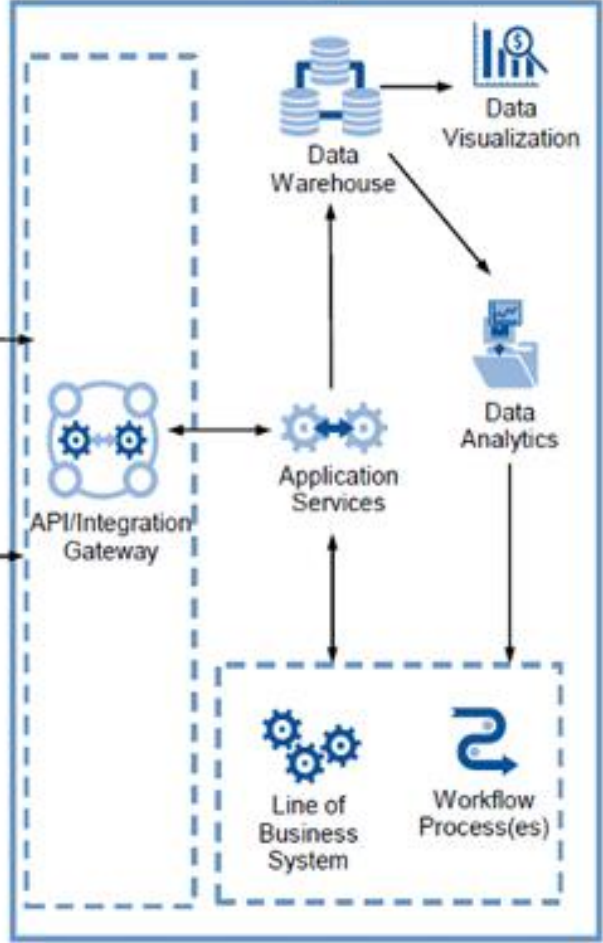 Data
Warehouse
Data
Visualization
API/Integration
Gateway
Application
Services
Data
Analytics
Line of
Business
System
Workflow
Process(es)